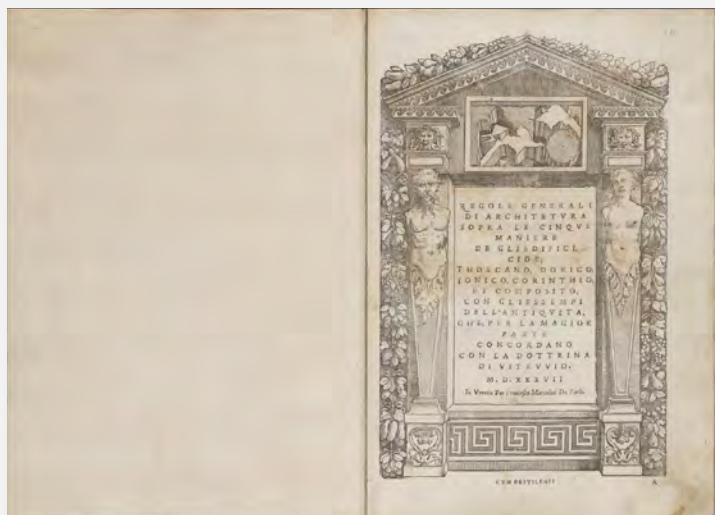 REGOLE GENERALI
DI ARCHITETVRA
SOPRA LE CINQVE
MANIERE
DE GLI EDIFICI,
CIOE,
THOSCANO, DORICO,
IONICO, CORINTHIO,
ET COMPOSITO,
CON GLI ESSEMPI
DELL'ANTIQVITA,
CHE, PER LA MAGIOR
PARTE
CONCORDANO
CON LA DOTTRINA
DI VITRVVIO.
M. D. XXXVII
In Venetia Per Francesco Marcolini Da Forlì.
CVM PRIVILEGII
A